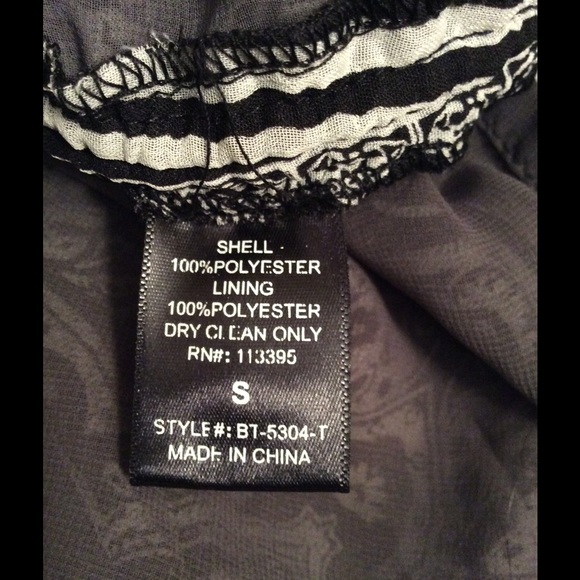 SHELL -
100%POLYESTER
LINING
100%POLYESTER
DRY CLEAN ONLY
RN#: 113395
S
STYLE#: BT-5304-T
MADE IN CHINA